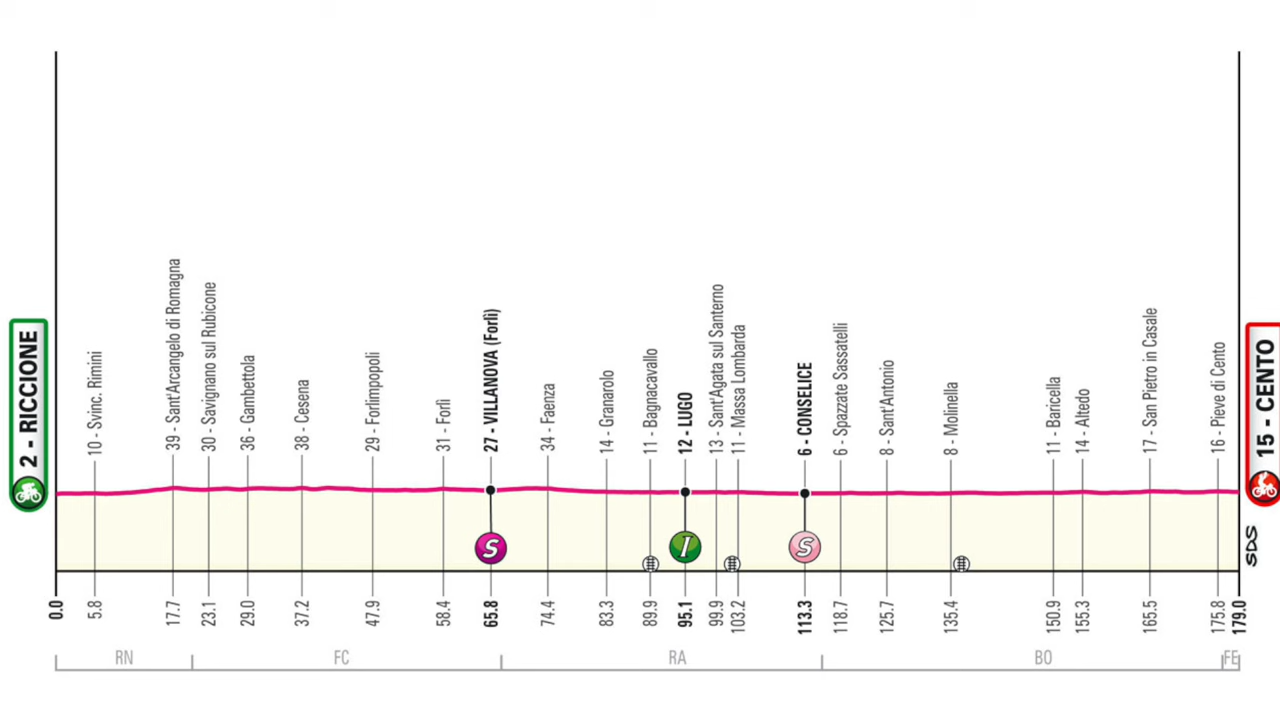 2 - RICCIONE
10 - Svinc. Rimini
39 - Sant'Arcangelo di Romagna
30 - Savignano sul Rubicone
36 - Gambettola
38 - Cesena
29 - Forlimpopoli
31 - Forlì
27 - VILLANOVA (Forlì)
34 - Faenza
14 - Granarolo
11 - Bagnacavallo
12 - LUGO
13 - Sant'Agata sul Santerno
11 - Massa Lombarda
6 - CONSELICE
6 - Spazzate Sassatelli
8 - Sant'Antonio
8 - Molinella
11 - Baricella
14 - Altedo
17 - San Pietro in Casale
16 - Pieve di Cento
15 - CENTO
S
I
S
SDS
0.0
5.8
17.7
23.1
29.0
37.2
47.9
58.4
65.8
74.4
83.3
89.9
95.1
99.9
103.2
113.3
118.7
125.7
135.4
150.9
155.3
165.5
175.8
179.0
RN
FC
RA
BO
FE